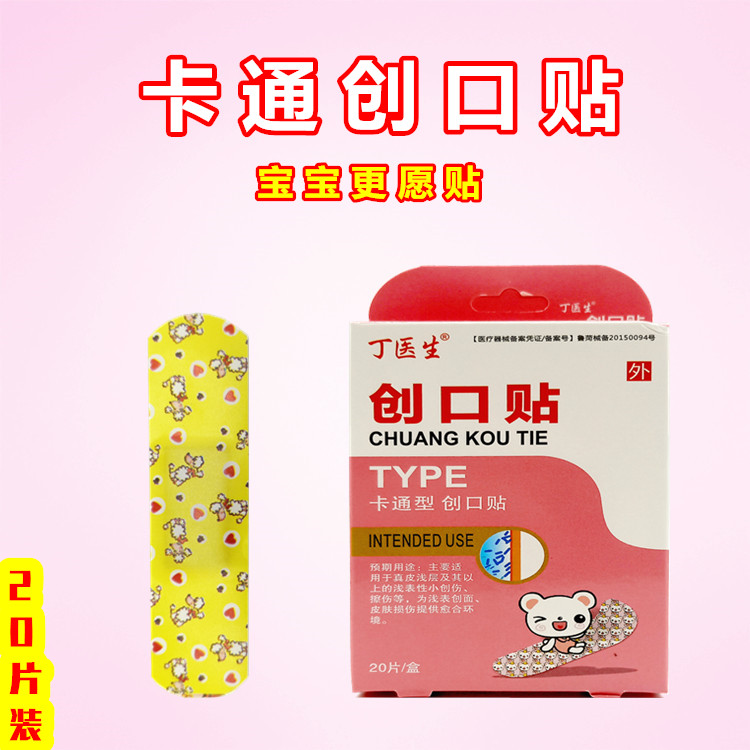 卡通创口贴
宝宝更愿贴
丁医生
创口贴
丁医生®
【医疗器械备案凭证/备案号】鲁菏械备20150094号
外
创口贴
CHUANG KOU TIE
TYPE
卡通型 创口贴
INTENDED USE
预期用途：主要适
用于真皮浅层及其以
上的浅表性小创伤、
擦伤等，为浅表创面、
皮肤损伤提供愈合环
境。
20片/盒
20片装